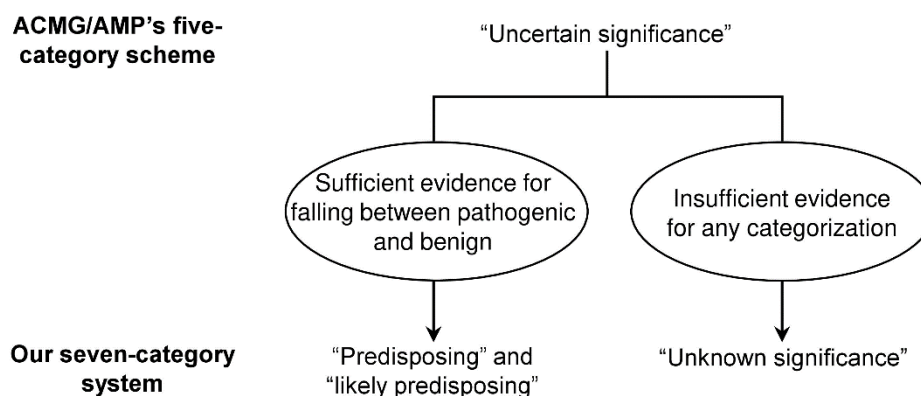 ACMG/AMP's five-
category scheme
“Uncertain significance”
Sufficient evidence for
falling between pathogenic
and benign
Insufficient evidence
for any categorization
Our seven-category
system
“Predisposing” and
“likely predisposing”
“Unknown significance”